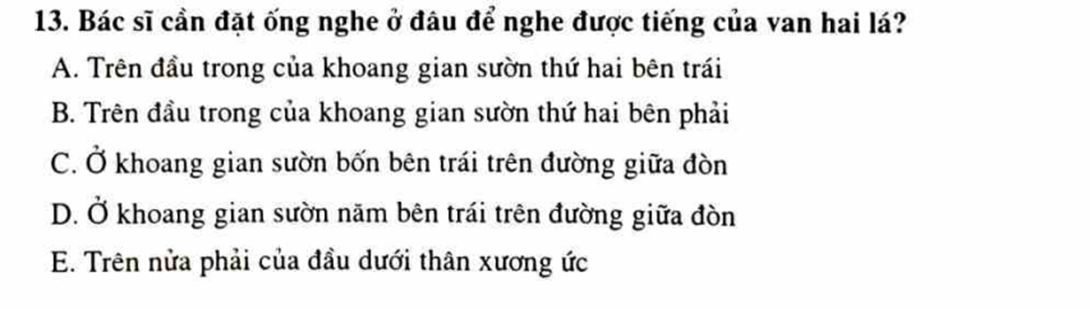 13. Bác sĩ cần đặt ống nghe ở đâu để nghe được tiếng của van hai lá?
A. Trên đầu trong của khoang gian sườn thứ hai bên trái
B. Trên đầu trong của khoang gian sườn thứ hai bên phải
C. Ở khoang gian sườn bốn bên trái trên đường giữa đòn
D. Ở khoang gian sườn năm bên trái trên đường giữa đòn
E. Trên nửa phải của đầu dưới thân xương ức